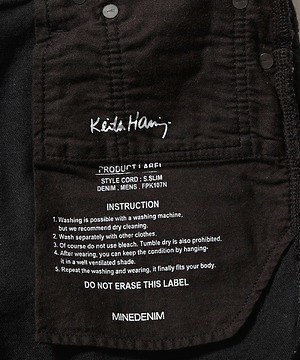 Keith Haring
PRODUCT LABEL
STYLE CORD : S.SLIM
DENIM , MENS , FPK107N
INSTRUCTION
1. Washing is possible with a washing machine,
but we recommend dry cleaning.
2. Wash separately with other clothes.
3. Of course do not use bleach. Tumble dry is also prohibited.
4. After wearing, you can keep the condition by hanging-
it in a well ventilated shade.
5. Repeat the washing and wearing, it finally fits your body.
DO NOT ERASE THIS LABEL
MINEDENIM